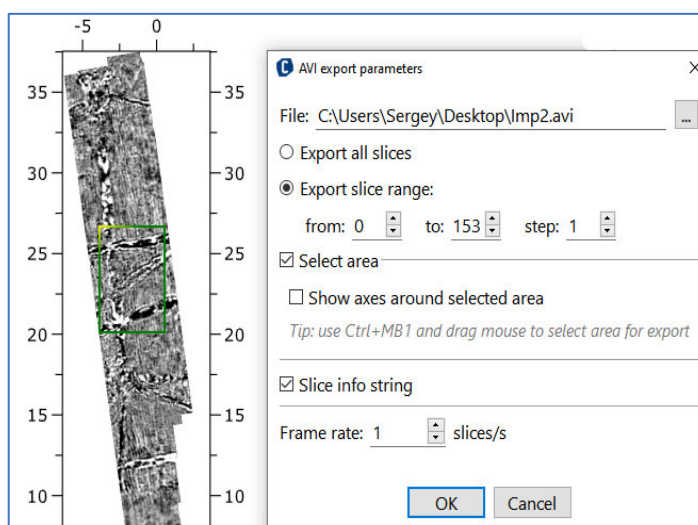 -5 0
35 35
30 30
25 25
20 20
15 15
10 10
AVI export parameters
File: C:\Users\Sergey\Desktop\Imp2.avi ...
Export all slices
Export slice range:
from: 0 to: 153 step: 1
Select area
Show axes around selected area
Tip: use Ctrl+MB1 and drag mouse to select area for export
Slice info string
Frame rate: 1 slices/s
OK Cancel